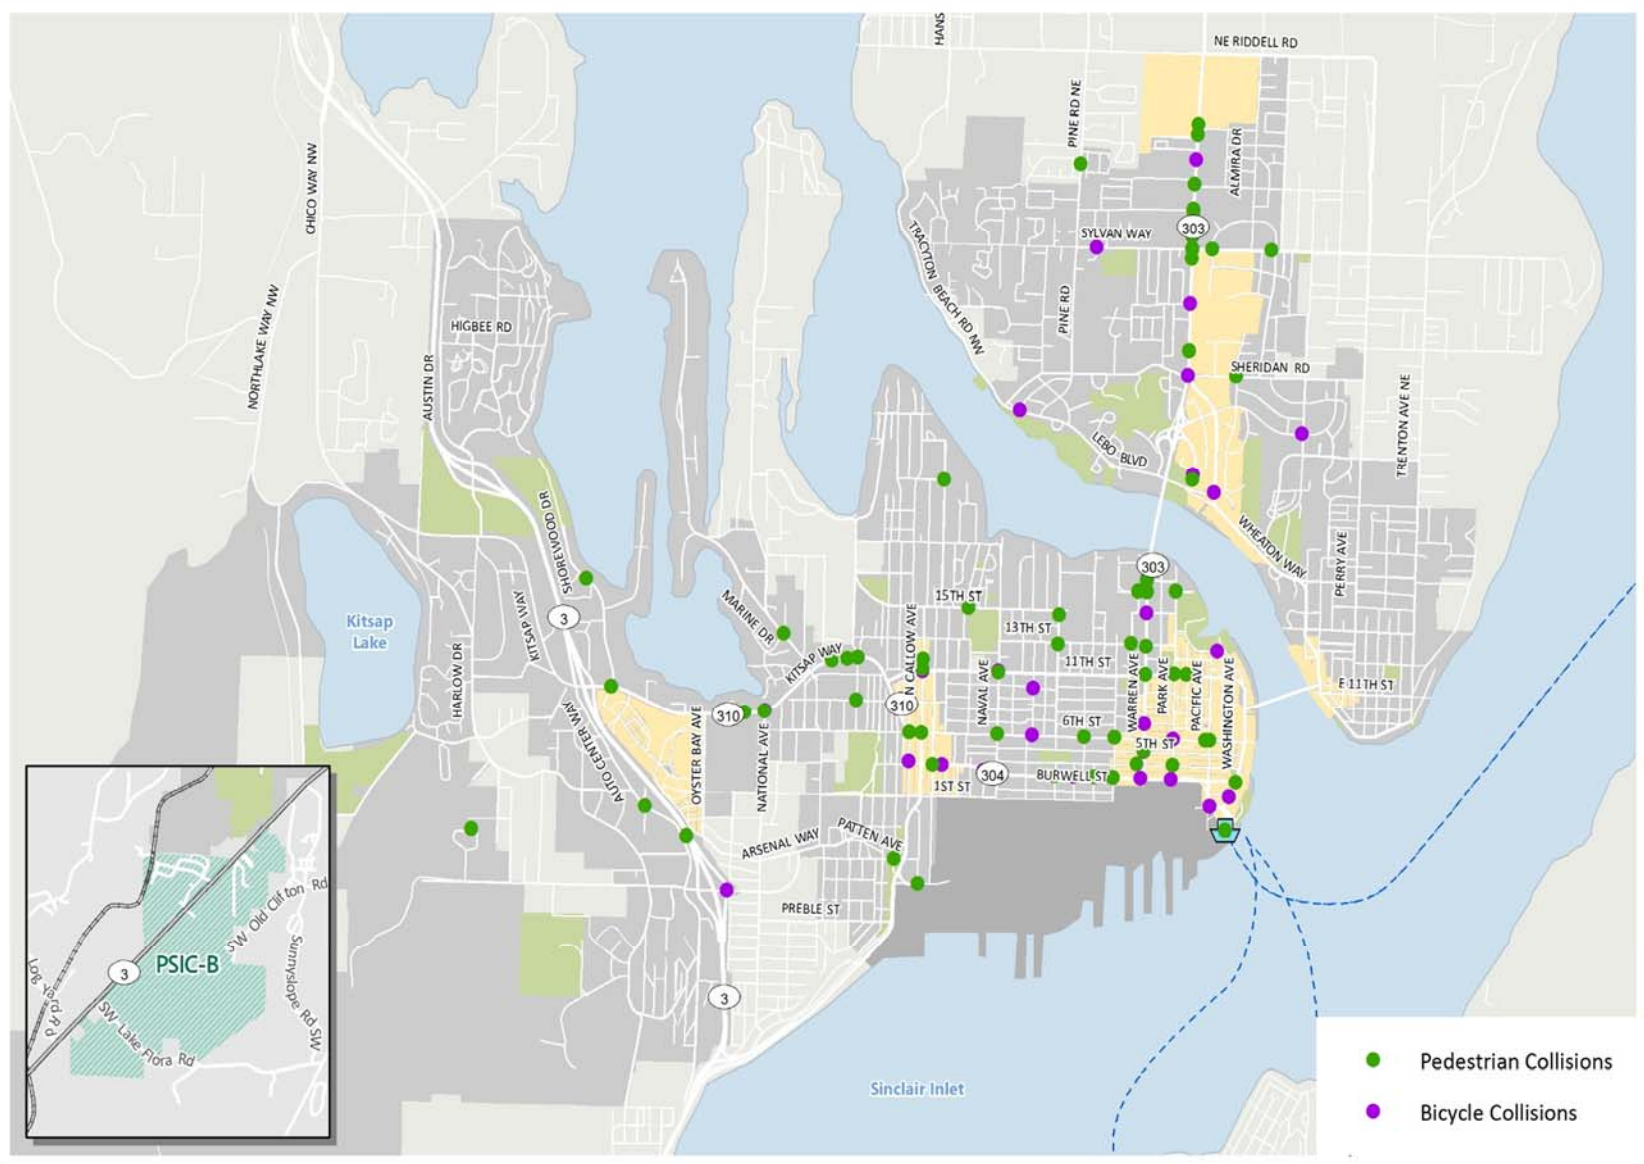 HANS
NE RIDDELL RD
PINE RD NE
ALMIRA DR
CHICO WAY NW
303
SYLVAN WAY
TRACYTON BEACH RD NW
PINE RD
NORTHLAKE WAY NW
HIGBEE RD
AUSTIN DR
SHERIDAN RD
TRENTON AVE NE
LEBO BLVD
SHOREWOOD DR
WHEATON WAY
PERRY AVE
303
KITSAP WAY
MARINE DR
15TH ST
3
Kitsap
Lake
13TH ST
N CALLOW AVE
KITSAP WAY
11TH ST
HARLOW DR
NAVAL AVE
WARREN AVE
PARK AVE
PACIFIC AVE
WASHINGTON AVE
E 11TH ST
310
310
6TH ST
5TH ST
AUTO CENTER WAY
OYSTER BAY AVE
NATIONAL AVE
304
BURWELL ST
1ST ST
ARSENAL WAY
PATTEN AVE
PREBLE ST
SW Old Clifton Rd
PSIC-B
3
Sunnyslope Rd SW
Log Yard Rd
SW Lake Flora Rd
3
Sinclair Inlet
Pedestrian Collisions
Bicycle Collisions